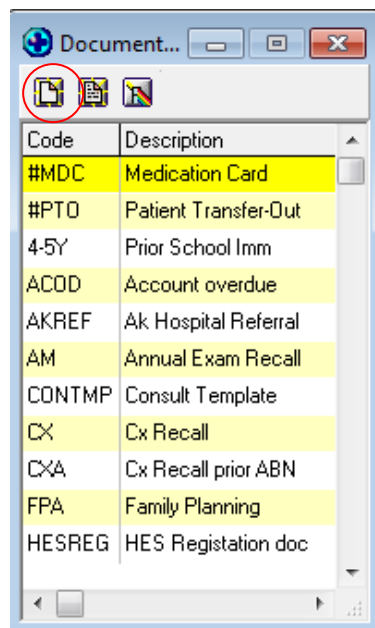 Document...
Code Description
#MDC Medication Card
#PTO Patient Transfer-Out
4-5Y Prior School Imm
ACOD Account overdue
AKREF Ak Hospital Referral
AM Annual Exam Recall
CONTMP Consult Template
CX Cx Recall
CXA Cx Recall prior ABN
FPA Family Planning
HESREG HES Registation doc